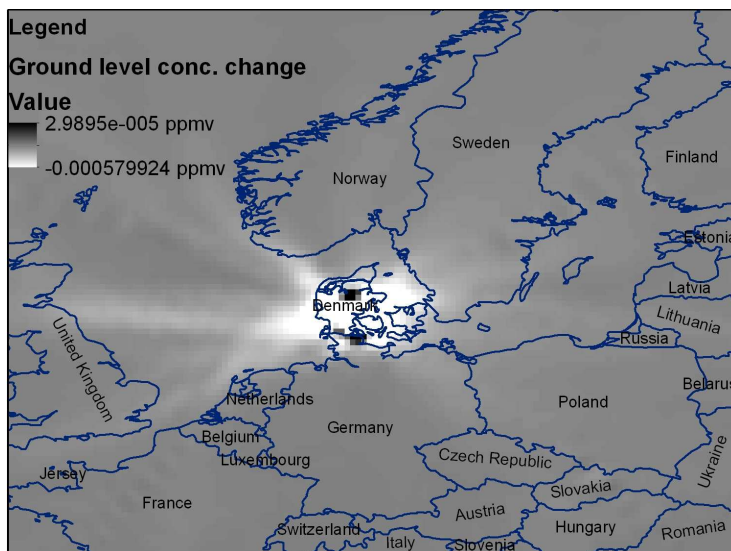 Legend
Ground level conc. change
Value
2.9895e-005 ppmv
-0.000579924 ppmv
Sweden
Finland
Norway
Estonia
Latvia
Denmark
Lithuania
Russia
United Kingdom
Belarus
Netherlands
Poland
Germany
Belgium
Ukraine
Luxembourg
Czech Republic
Jersey
Slovakia
France
Austria
Switzerland
Hungary
Romania
Italy
Slovenia